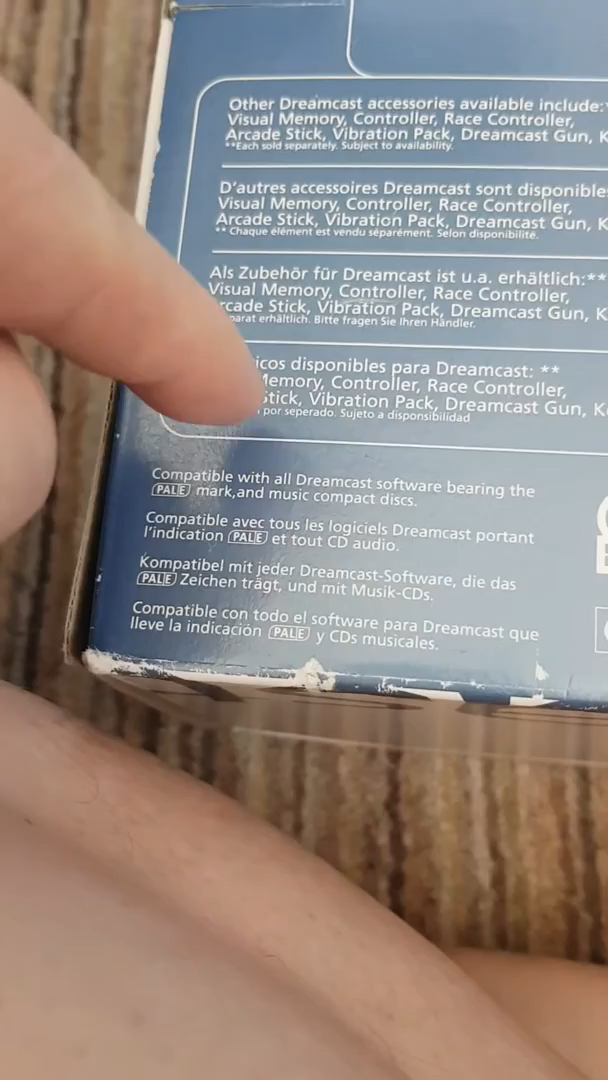 Other Dreamcast accessories available include:
Visual Memory, Controller, Race Controller,
Arcade Stick, Vibration Pack, Dreamcast Gun, K
**Each sold separately. Subject to availability.
D'autres accessoires Dreamcast sont disponible
Visual Memory, Controller, Race Controller,
Arcade Stick, Vibration Pack, Dreamcast Gun, K
** Chaque élément est vendu séparément. Selon disponibilité.
Als Zubehör für Dreamcast ist u.a. erhältlich:**
Visual Memory, Controller, Race Controller,
rcade Stick, Vibration Pack, Dreamcast Gun, K
parat erhältlich. Bitte fragen Sie Ihren Händler.
icos disponibles para Dreamcast: **
Memory, Controller, Race Controller,
Stick, Vibration Pack, Dreamcast Gun, K
por seperado. Sujeto a disponsibilidad
Compatible with all Dreamcast software bearing the
PAL E mark,and music compact discs.
Compatible avec tous les logiciels Dreamcast portant
l'indication PAL E et tout CD audio.
Kompatibel mit jeder Dreamcast-Software, die das
PAL E Zeichen trägt, und mit Musik-CDs.
Compatible con todo el software para Dreamcast que
lleve la indicación PAL E y CDs musicales.